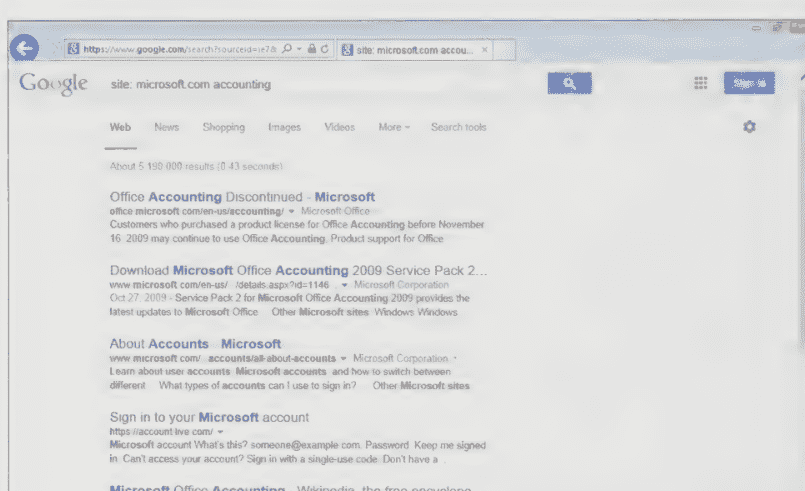 https://www.google.com/search?sourceid=ie7& site: microsoft.com accou... ×
Google site: microsoft.com accounting Sign in
Web News Shopping Images Videos More Search tools
About 5,190,000 results (0.43 seconds)
Office Accounting Discontinued - Microsoft
office.microsoft.com/en-us/accounting/ Microsoft Office
Customers who purchased a product license for Office Accounting before November
16, 2009 may continue to use Office Accounting. Product support for Office
Download Microsoft Office Accounting 2009 Service Pack 2...
www.microsoft.com/en-us/ /details.aspx?id=1146 Microsoft Corporation
Oct 27, 2009 - Service Pack 2 for Microsoft Office Accounting 2009 provides the
latest updates to Microsoft Office Other Microsoft sites Windows Windows
About Accounts - Microsoft
www.microsoft.com/ accounts/all-about-accounts Microsoft Corporation
Learn about user accounts Microsoft accounts and how to switch between
different What types of accounts can I use to sign in? Other Microsoft sites
Sign in to your Microsoft account
https://account.live.com/
Microsoft account What's this? someone@example.com. Password. Keep me signed
in. Can't access your account? Sign in with a single-use code. Don't have a
Microsoft Office Accounting - Wikipedia, the free encyclope